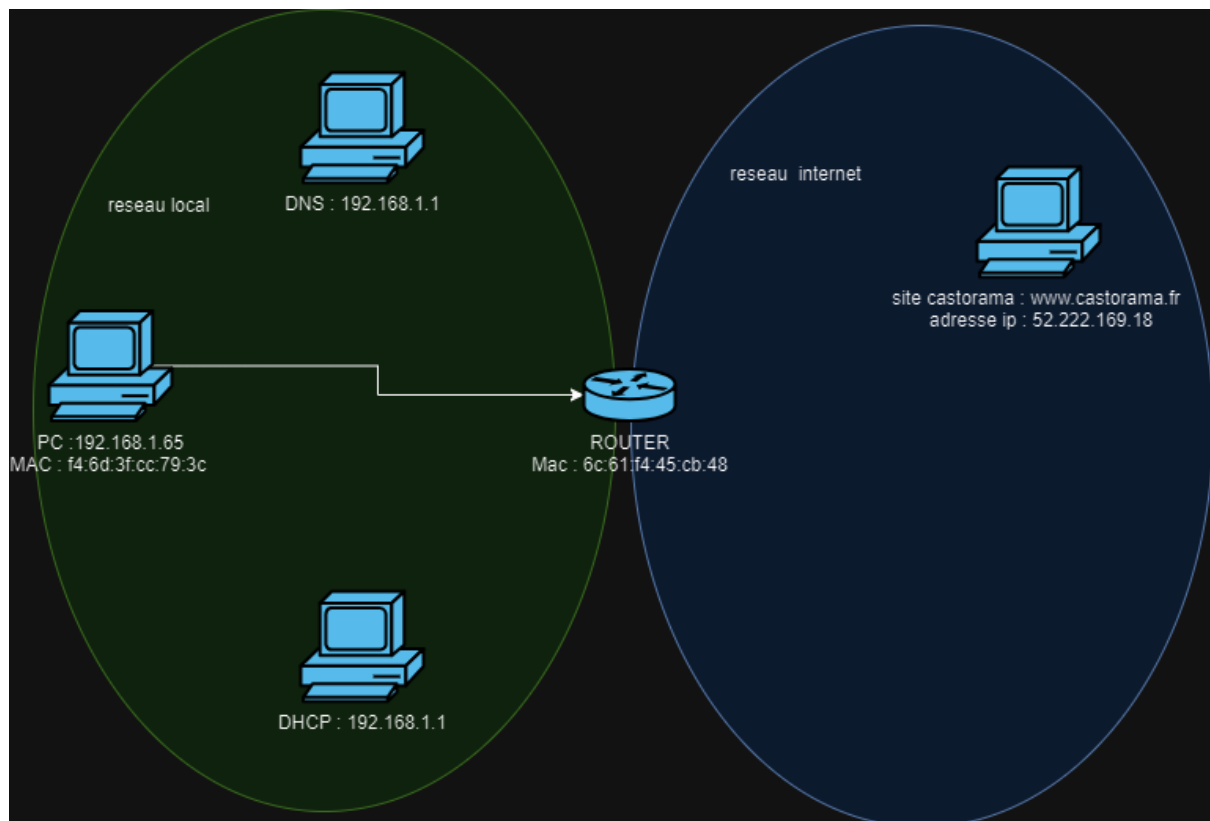 reseau internet
reseau local
DNS : 192.168.1.1
site castorama : www.castorama.fr
adresse ip : 52.222.169.18
PC :192.168.1.65
MAC : f4:6d:3f:cc:79:3c
ROUTER
Mac : 6c:61:f4:45:cb:48
DHCP : 192.168.1.1